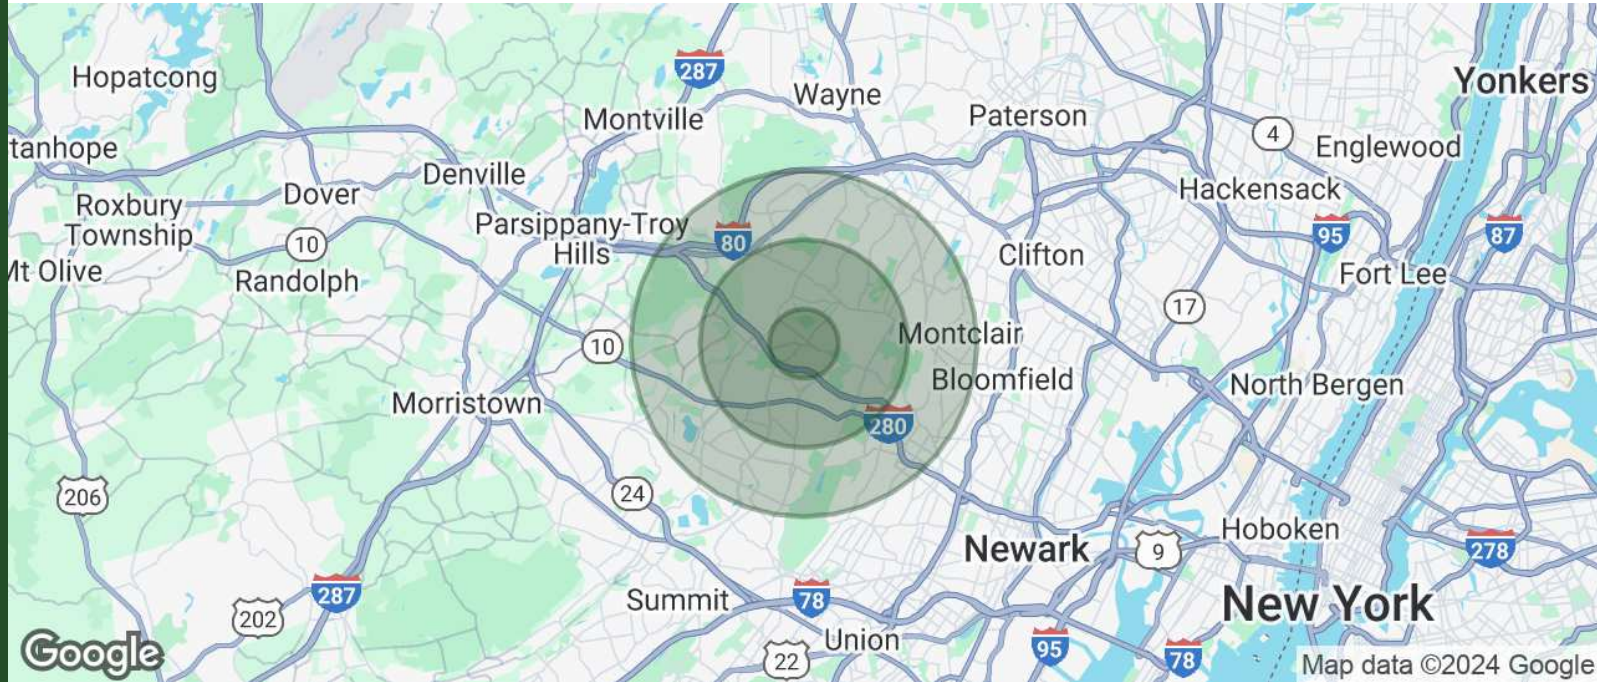 Hopatcong
287
Wayne
Yonkers
Montville
Paterson
4
tanhope
Englewood
Denville
Dover
Hackensack
Roxbury
Township
Parsippany-Troy
Hills
10
80
95
87
Clifton
Mt Olive
Randolph
Fort Lee
17
Montclair
10
Bloomfield
North Bergen
Morristown
280
206
24
Hoboken
Newark
9
278
287
Summit
78
New York
202
Union
95
78
22
Google
Map data ©2024 Google